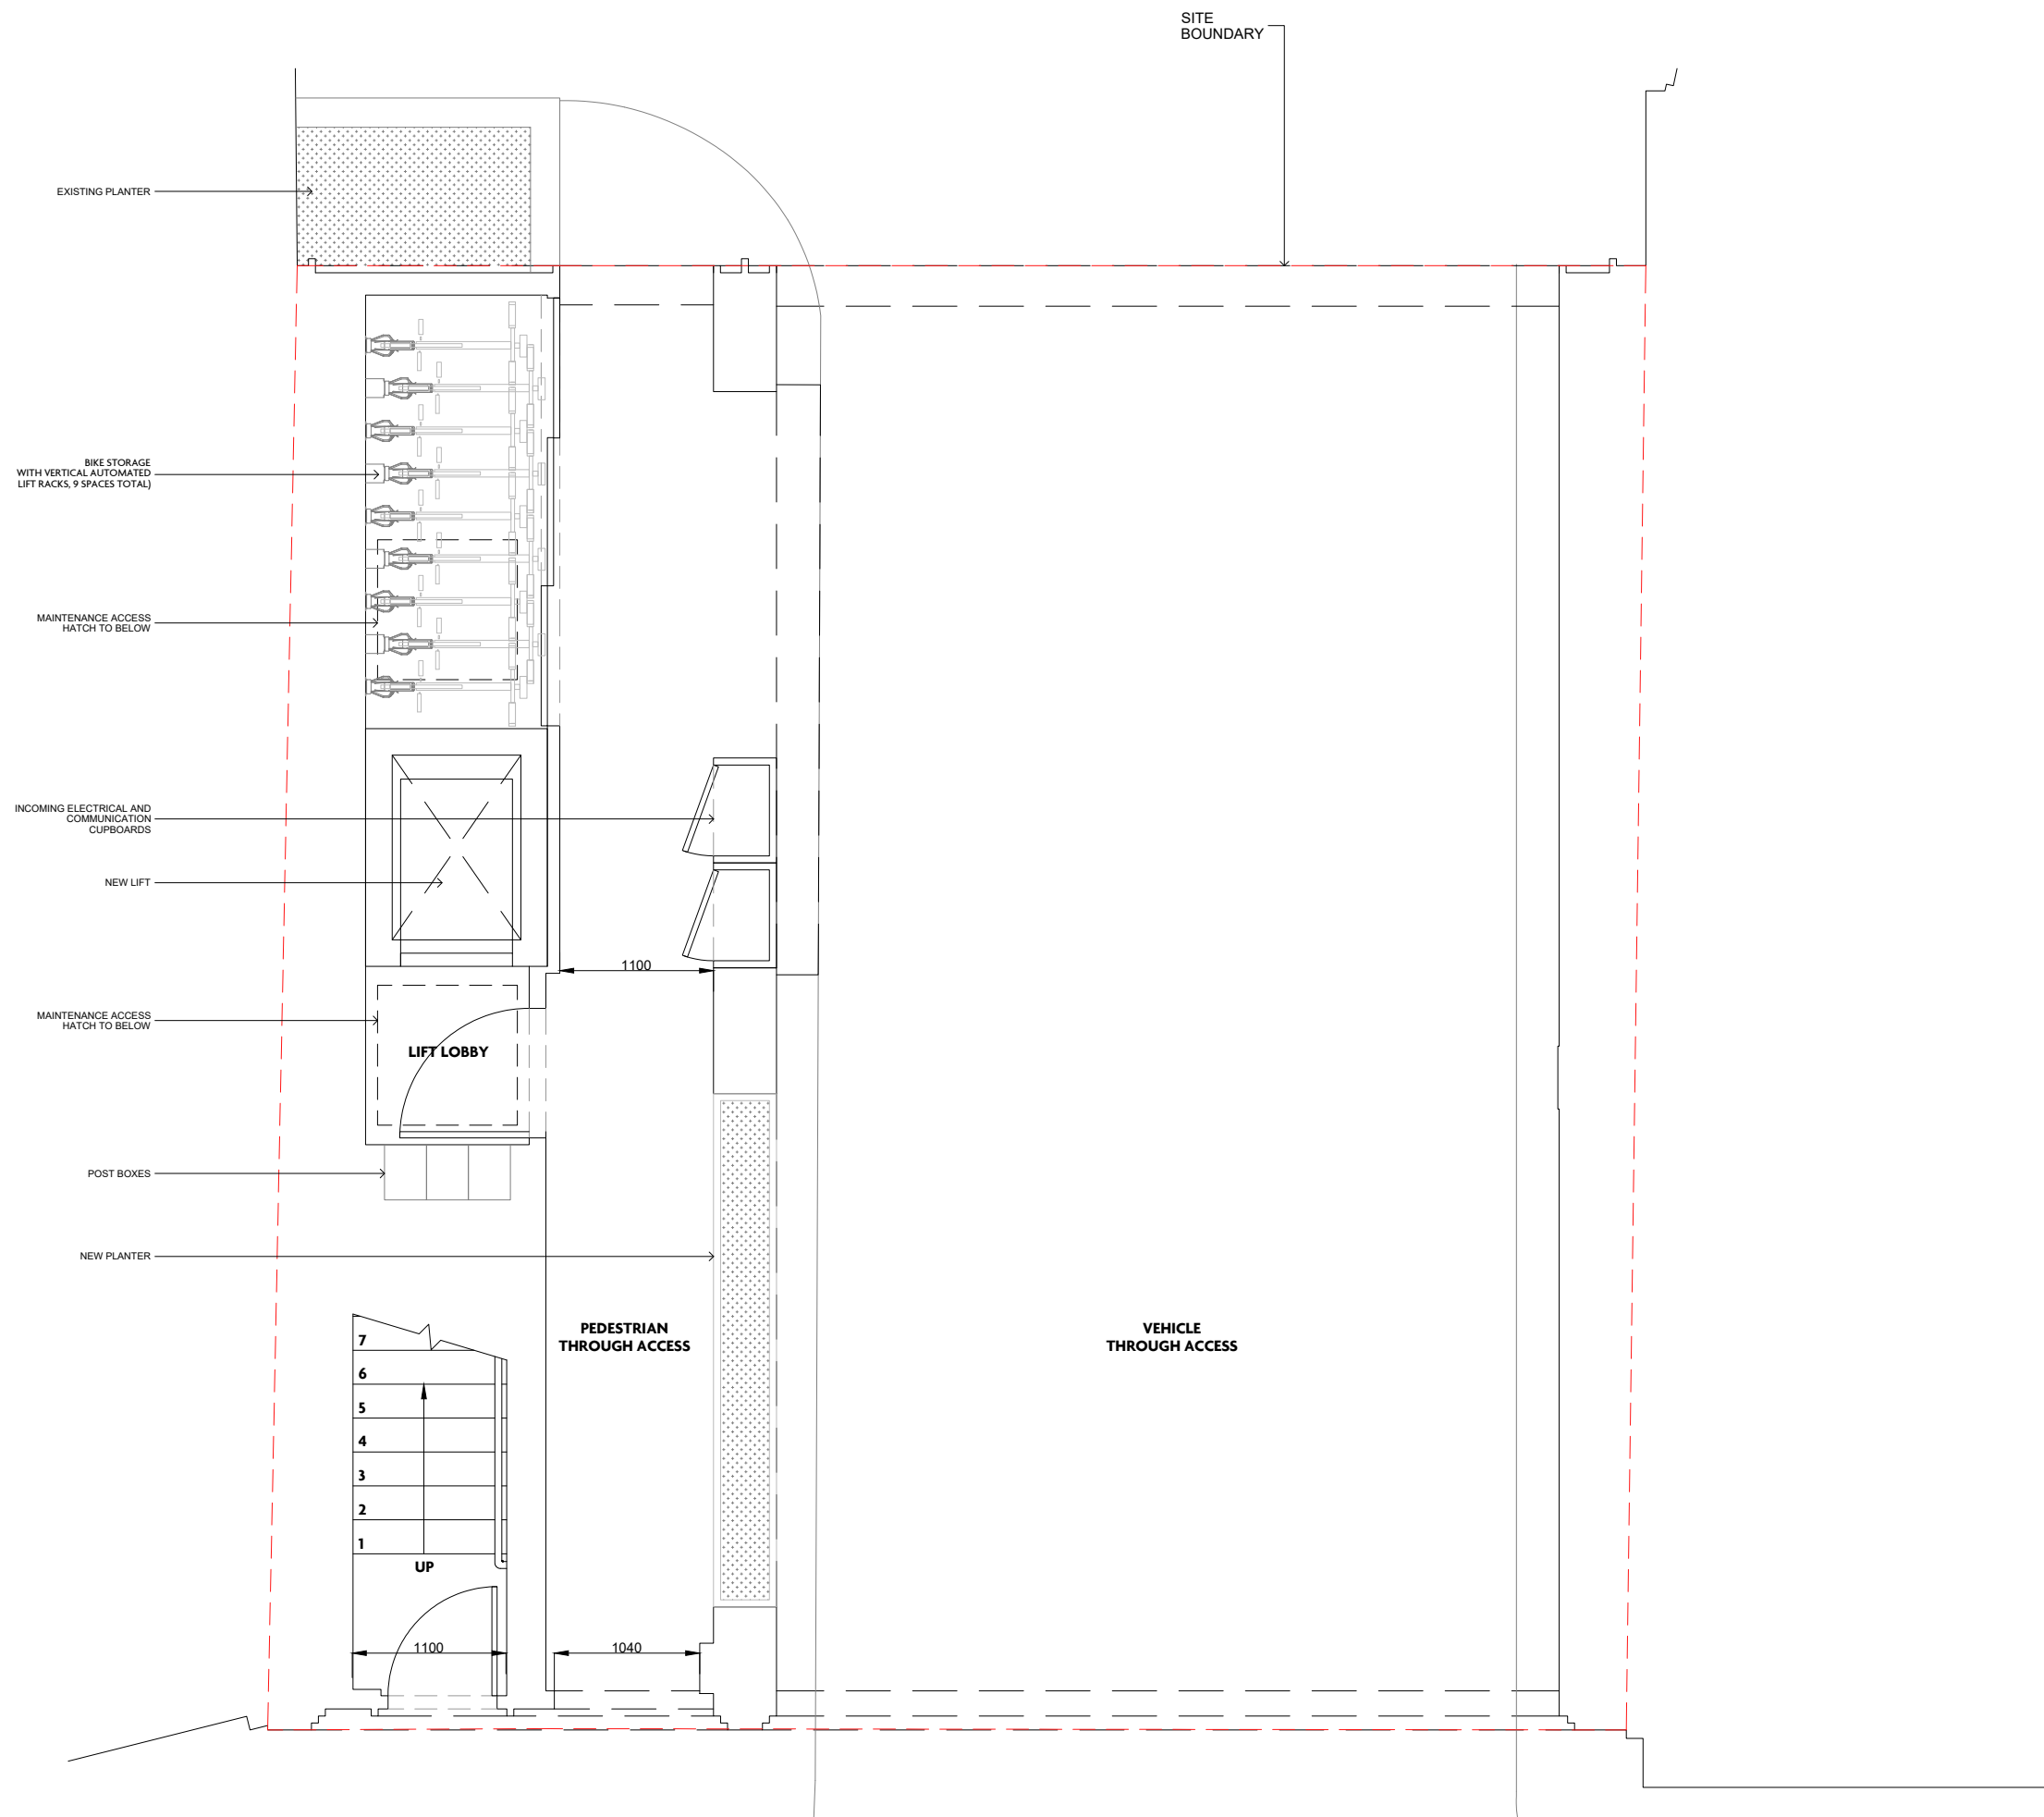 SITE
BOUNDARY
EXISTING PLANTER
BIKE STORAGE
WITH VERTICAL AUTOMATED
LIFT RACKS, 9 SPACES TOTAL)
MAINTENANCE ACCESS
HATCH TO BELOW
INCOMING ELECTRICAL AND
COMMUNICATION
CUPBOARDS
NEW LIFT
1100
MAINTENANCE ACCESS
HATCH TO BELOW
LIFT LOBBY
POST BOXES
NEW PLANTER
PEDESTRIAN
THROUGH ACCESS
VEHICLE
THROUGH ACCESS
7
6
5
4
3
2
1
UP
1100
1040